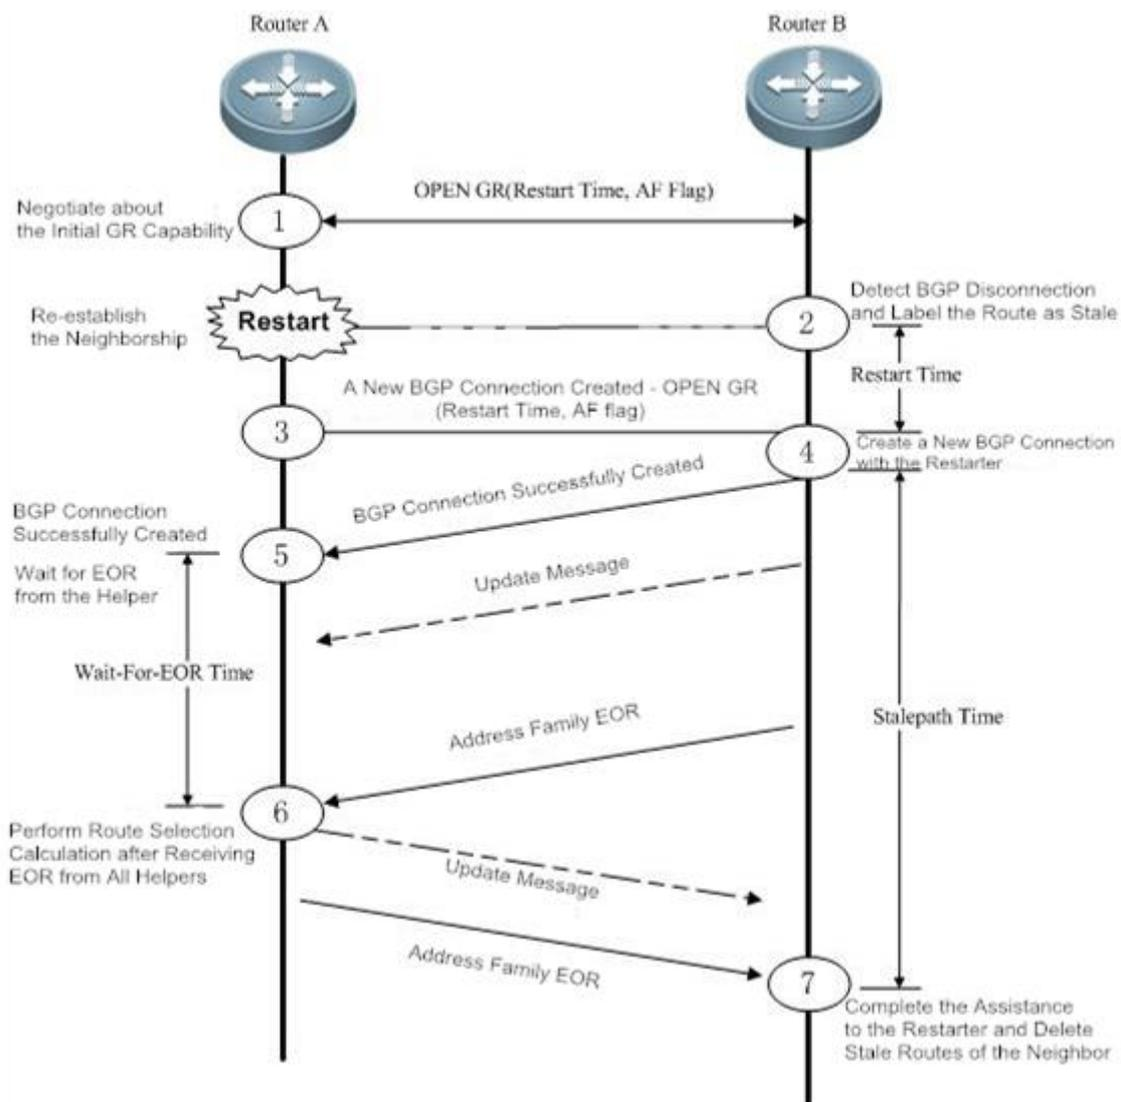 Router A
Router B
OPEN GR(Restart Time, AF Flag)
Negotiate about
the Initial GR Capability
1
Detect BGP Disconnection
and Label the Route as Stale
Re-establish
the Neighborship
Restart
2
Restart Time
A New BGP Connection Created - OPEN GR
(Restart Time, AF flag)
3
4
Create a New BGP Connection
with the Restarter
BGP Connection Successfully Created
BGP Connection
Successfully Created
5
Wait for EOR
from the Helper
Update Message
Wait-For-EOR Time
Stalepath Time
Address Family EOR
6
Perform Route Selection
Calculation after Receiving
EOR from All Helpers
Update Message
Address Family EOR
7
Complete the Assistance
to the Restarter and Delete
Stale Routes of the Neighbor